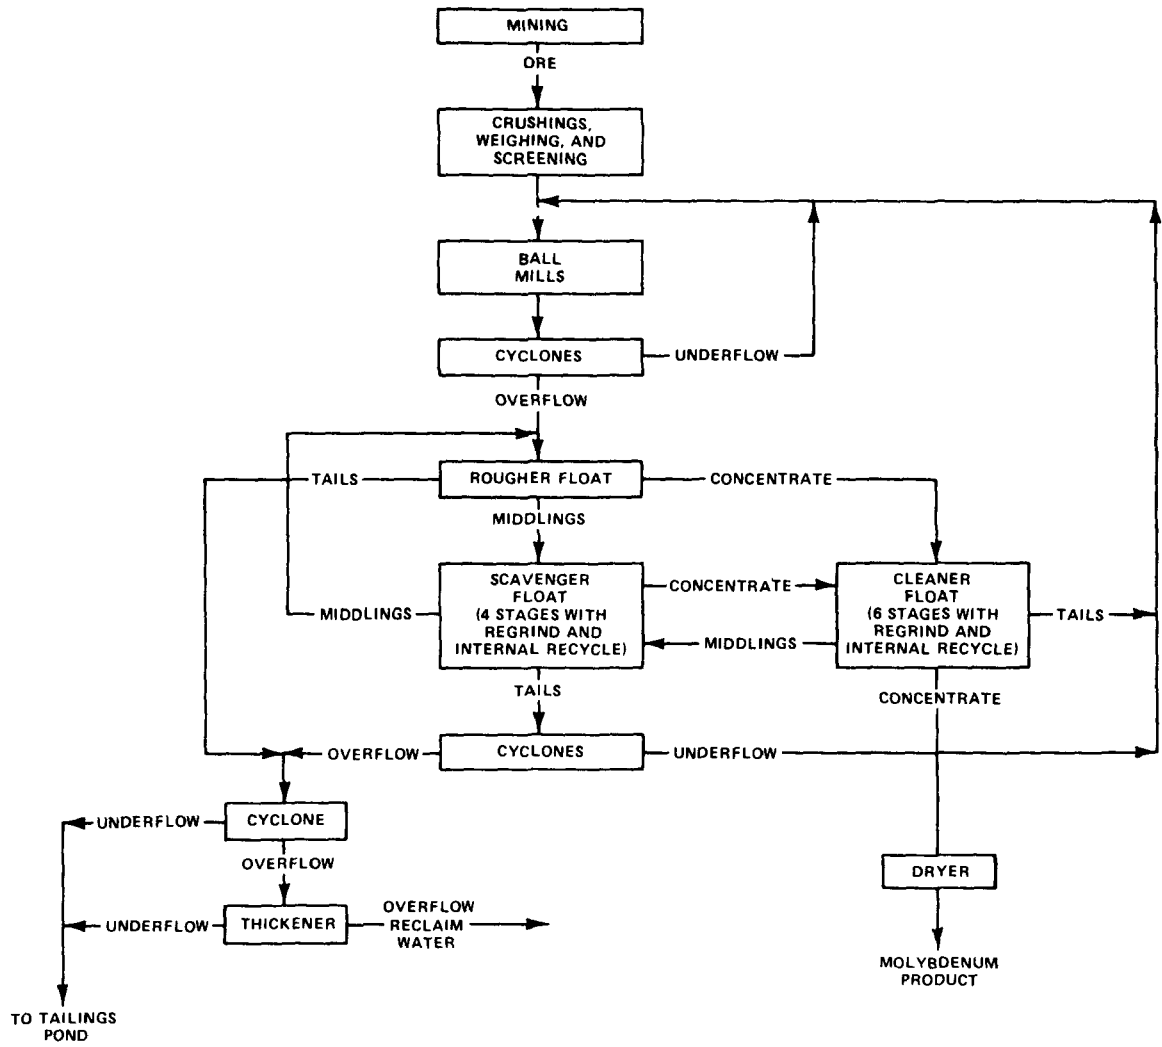 MINING
ORE
CRUSHINGS,
WEIGHING, AND
SCREENING
BALL
MILLS
CYCLONES
UNDERFLOW
OVERFLOW
TAILS
ROUGHER FLOAT
CONCENTRATE
MIDDLINGS
SCAVENGER
FLOAT
(4 STAGES WITH
REGRIND AND
INTERNAL RECYCLE)
CONCENTRATE
CLEANER
FLOAT
(6 STAGES WITH
REGRIND AND
INTERNAL RECYCLE)
MIDDLINGS
TAILS
MIDDLINGS
TAILS
CONCENTRATE
OVERFLOW
CYCLONES
UNDERFLOW
UNDERFLOW
CYCLONE
OVERFLOW
DRYER
UNDERFLOW
THICKENER
OVERFLOW
RECLAIM
WATER
MOLYBDENUM
PRODUCT
TO TAILINGS
POND